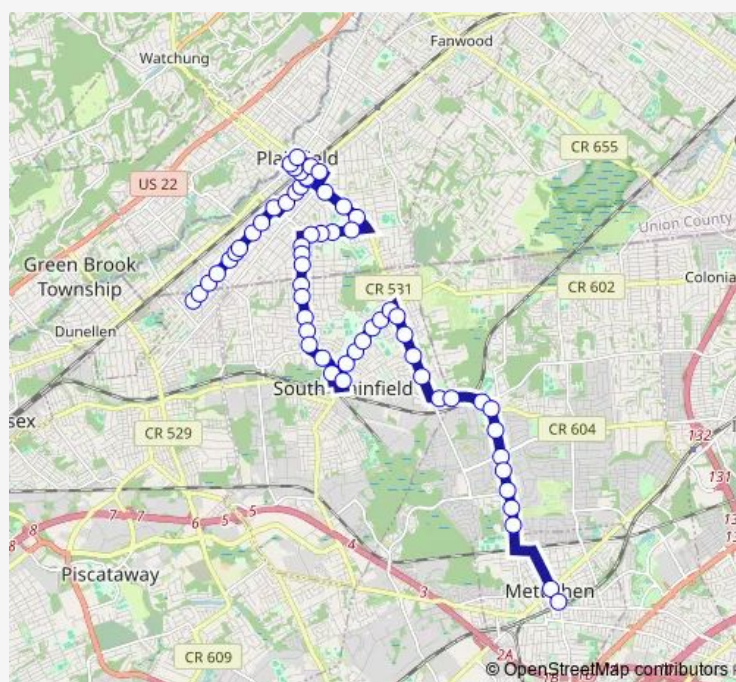 Fanwood
Watchung
CR 655
Plainfield
US 22
Union County
Green Brook
Township
Colonia
CR 531
CR 602
Dunellen
South Plainfield
sex
CR 529
CR 604
132
131
8
7
7
6
5
5
8
4
13
13
Piscataway
3
Metuchen
CR 609
2A
© OpenStreetMap contributors